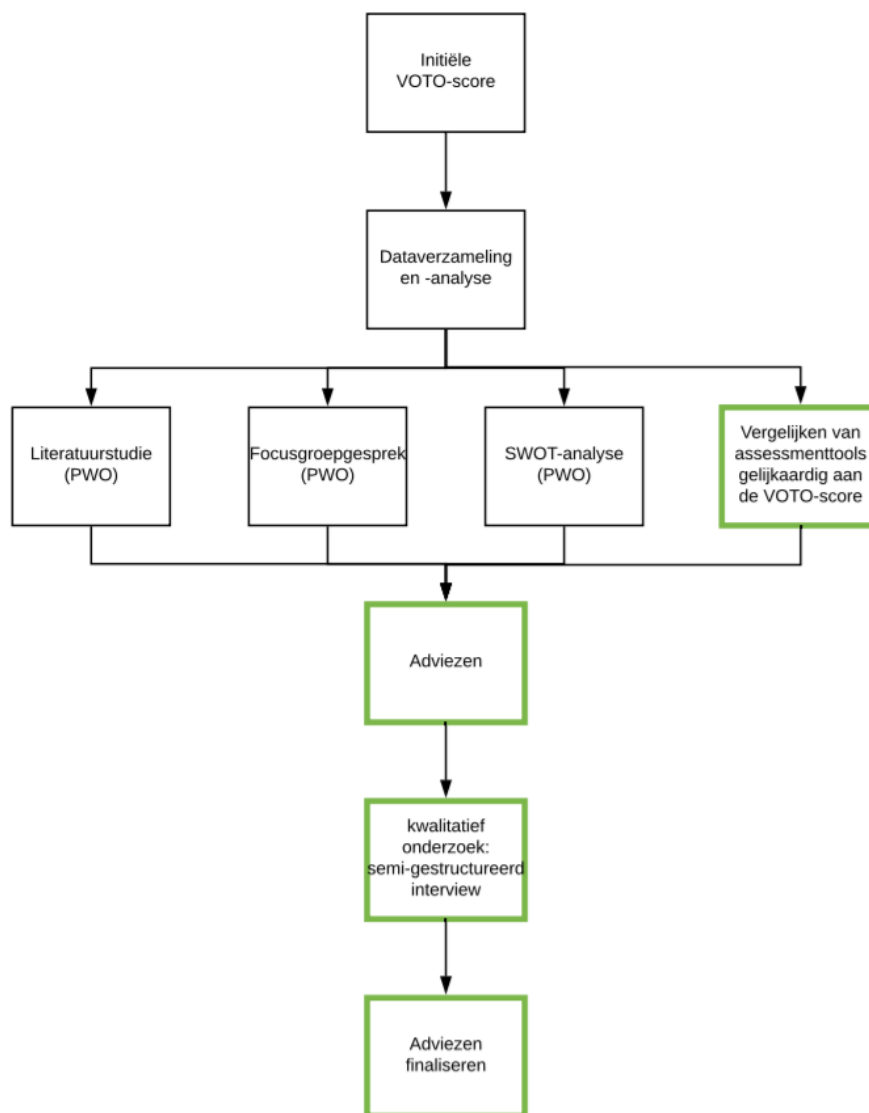 Initiële
VOTO-score
Dataverzameling
en -analyse
Literatuurstudie
(PWO)
Focusgroepgesprek
(PWO)
SWOT-analyse
(PWO)
Vergelijken van
assessmenttools
gelijkaardig aan
de VOTO-score
Adviezen
kwalitatief
onderzoek:
semi-gestructureerd
interview
Adviezen
finaliseren